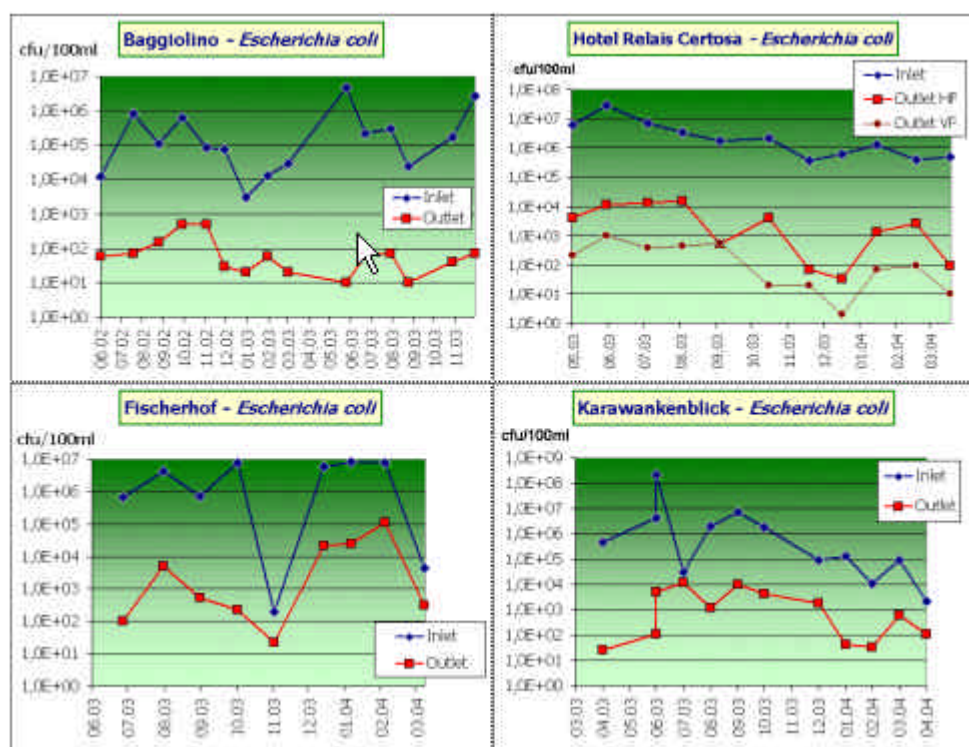 Baggiolino - Escherichia coli
cfu/100ml
1,0E+07
1,0E+06
1,0E+05
1,0E+04
1,0E+03
1,0E+02
1,0E+01
1,0E+00
Inlet
Outlet
06.02
07.02
08.02
09.02
10.02
11.02
12.02
01.03
02.03
03.03
04.03
05.03
06.03
07.03
08.03
09.03
10.03
11.03
Hotel Relais Certosa - Escherichia coli
cfu/100ml
1,0E+08
1,0E+07
1,0E+06
1,0E+05
1,0E+04
1,0E+03
1,0E+02
1,0E+01
1,0E+00
Inlet
Outlet HF
Outlet VF
05.03
06.03
07.03
08.03
09.03
10.03
11.03
12.03
01.04
02.04
03.04
Fischerhof - Escherichia coli
cfu/100ml
1,0E+07
1,0E+06
1,0E+05
1,0E+04
1,0E+03
1,0E+02
1,0E+01
1,0E+00
Inlet
Outlet
06.03
07.03
08.03
09.03
10.03
11.03
12.03
01.04
02.04
03.04
Karawankenblick - Escherichia coli
cfu/100ml
1,0E+09
1,0E+08
1,0E+07
1,0E+06
1,0E+05
1,0E+04
1,0E+03
1,0E+02
1,0E+01
1,0E+00
Inlet
Outlet
03.03
04.03
05.03
06.03
07.03
08.03
09.03
10.03
11.03
12.03
01.04
02.04
03.04
04.04